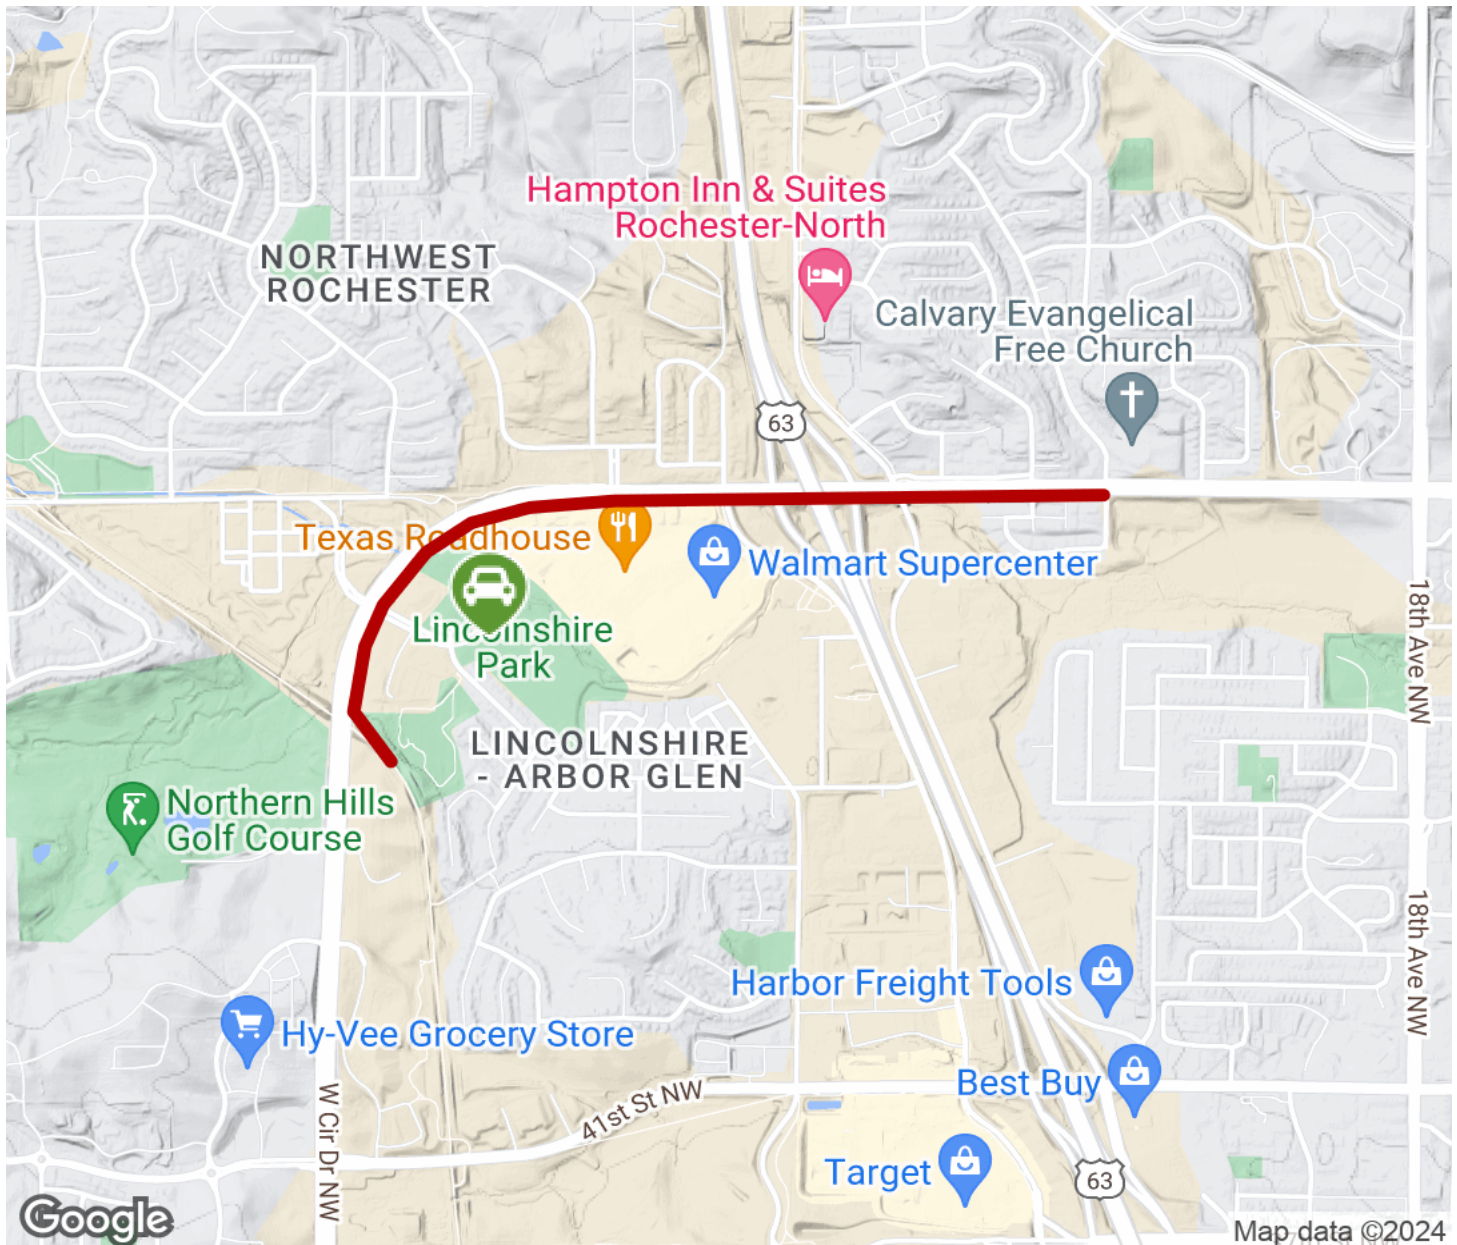 Hampton Inn & Suites
Rochester-North
NORTHWEST
ROCHESTER
Calvary Evangelical
Free Church
63
Texas Roadhouse
Walmart Supercenter
18th Ave NW
Lincolnshire
Park
LINCOLNSHIRE
- ARBOR GLEN
Northern Hills
Golf Course
18th Ave NW
Harbor Freight Tools
Hy-Vee Grocery Store
Best Buy
W Cir Dr NW
41st St NW
Target
63
Google
Map data ©2024